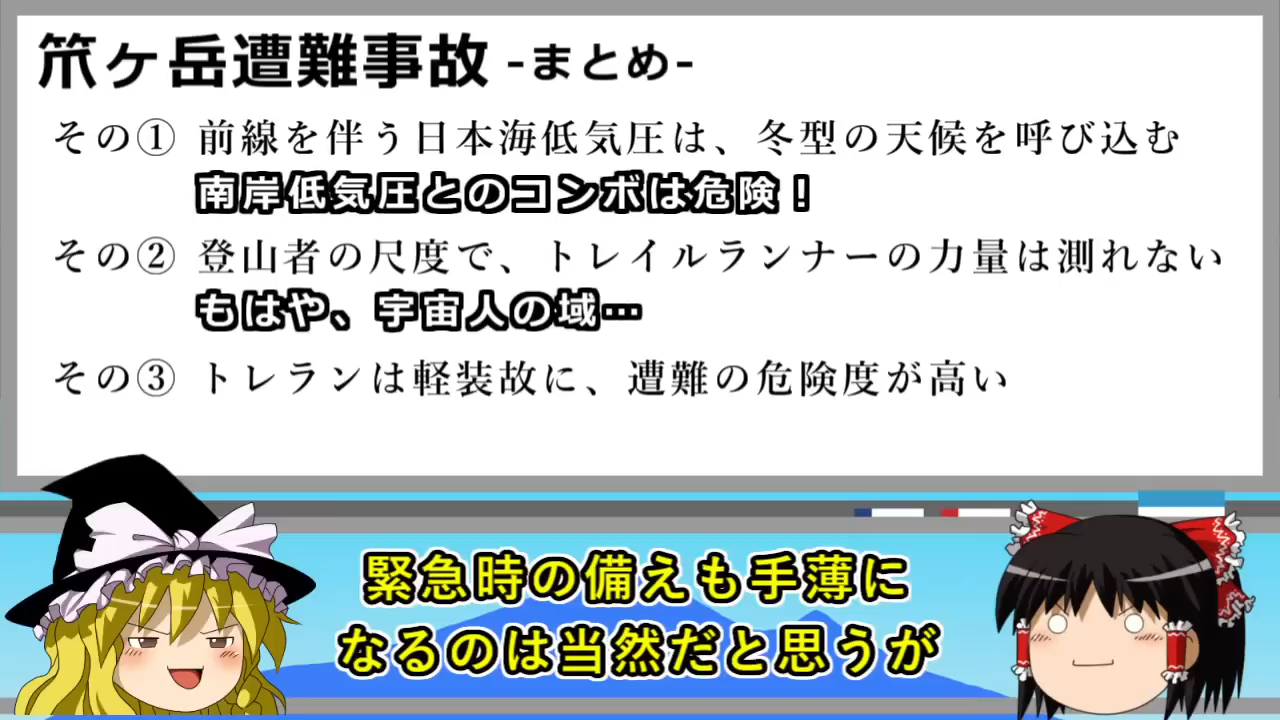 笊ヶ岳遭難事故 -まとめ-
その① 前線を伴う日本海低気圧は、冬型の天候を呼び込む
南岸低気圧とのコンボは危険！
その② 登山者の尺度で、トレイルランナーの力量は測れない
もはや、宇宙人の域…
その③ トレランは軽装故に、遭難の危険度が高い
緊急時の備えも手薄に
なるのは当然だと思うが